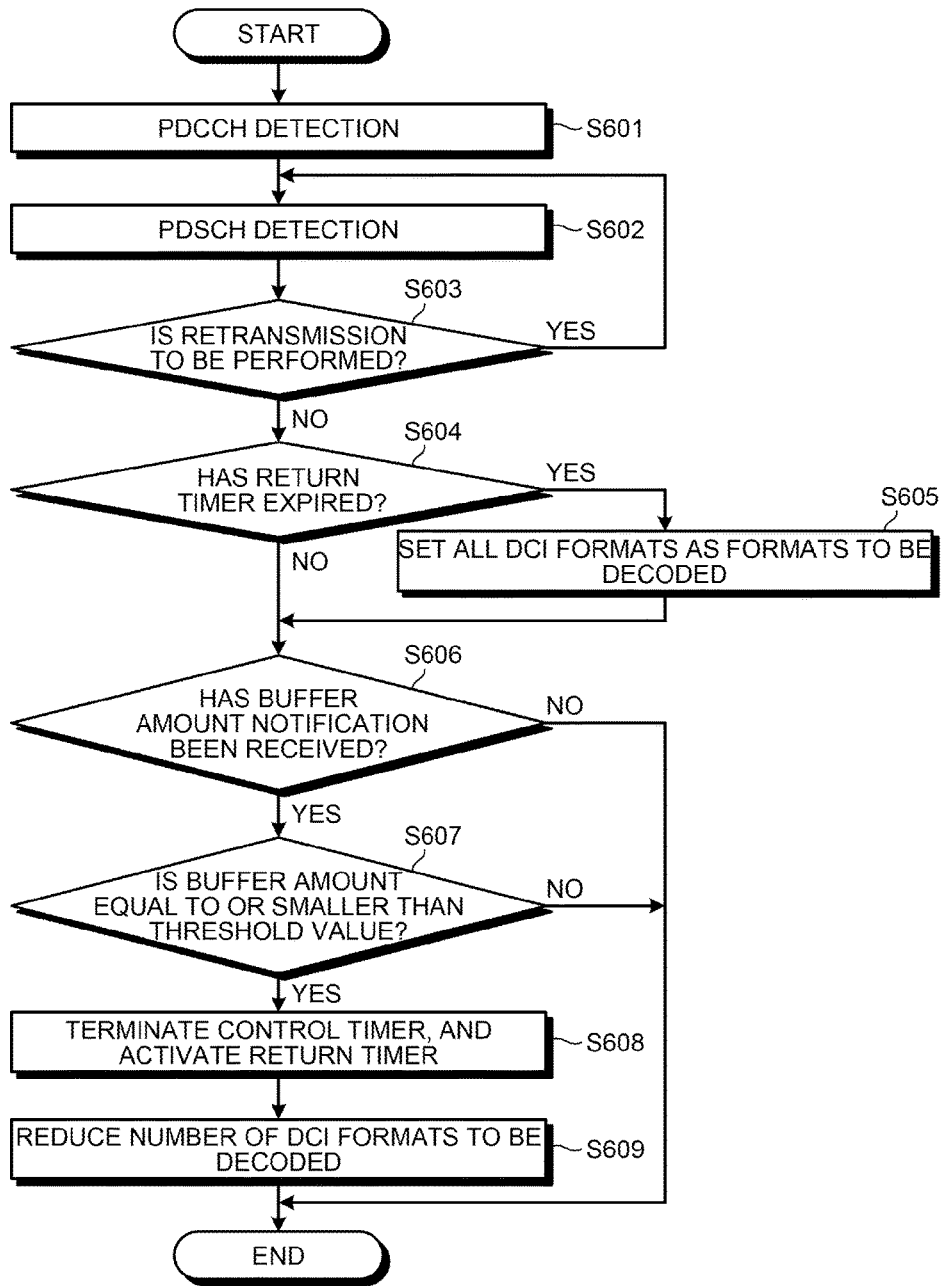 START
PDCCH DETECTION
S601
PDSCH DETECTION
S602
S603
IS RETRANSMISSION
TO BE PERFORMED?
YES
NO
S604
HAS RETURN
TIMER EXPIRED?
YES
NO
S605
SET ALL DCI FORMATS AS FORMATS TO BE
DECODED
S606
HAS BUFFER
AMOUNT NOTIFICATION
BEEN RECEIVED?
NO
YES
S607
IS BUFFER AMOUNT
EQUAL TO OR SMALLER THAN
THRESHOLD VALUE?
NO
YES
TERMINATE CONTROL TIMER, AND
ACTIVATE RETURN TIMER
S608
REDUCE NUMBER OF DCI FORMATS TO BE
DECODED
S609
END